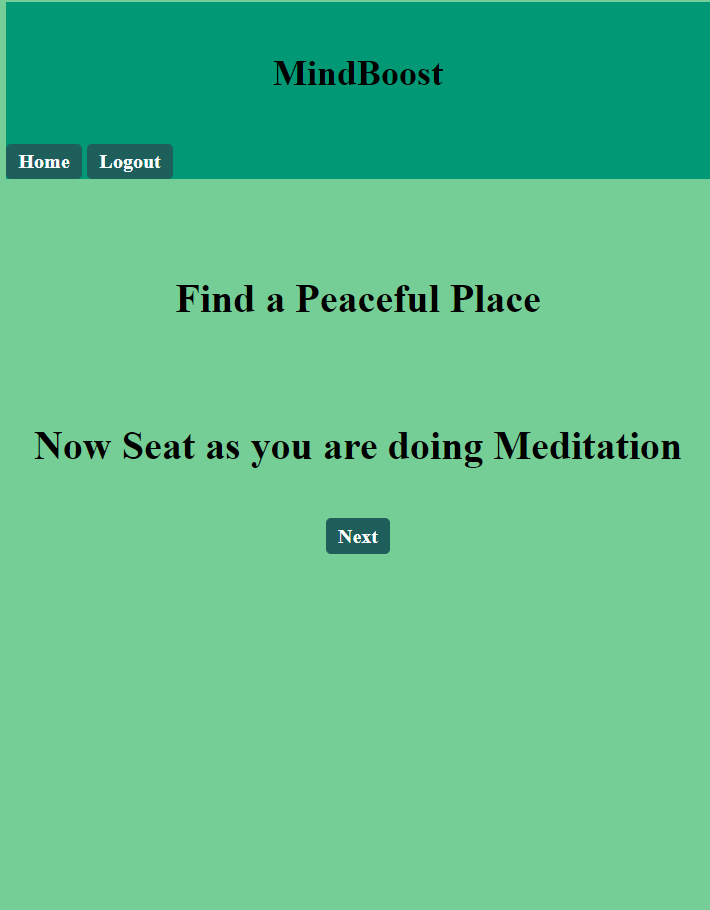 MindBoost
Home Logout
Find a Peaceful Place
Now Seat as you are doing Meditation
Next